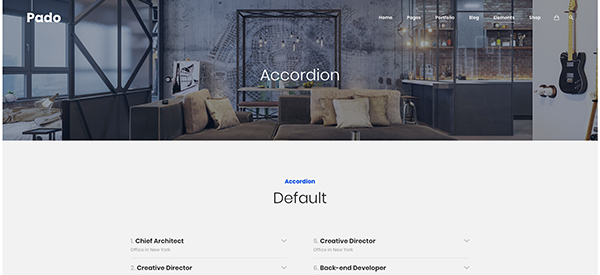 Pado
Home Pages Portfolio Blog Elements Shop
Accordion
Accordion
Default
1. Chief Architect
Office in New York
2. Creative Director
5. Creative Director
Office in New York
6. Back-end Developer